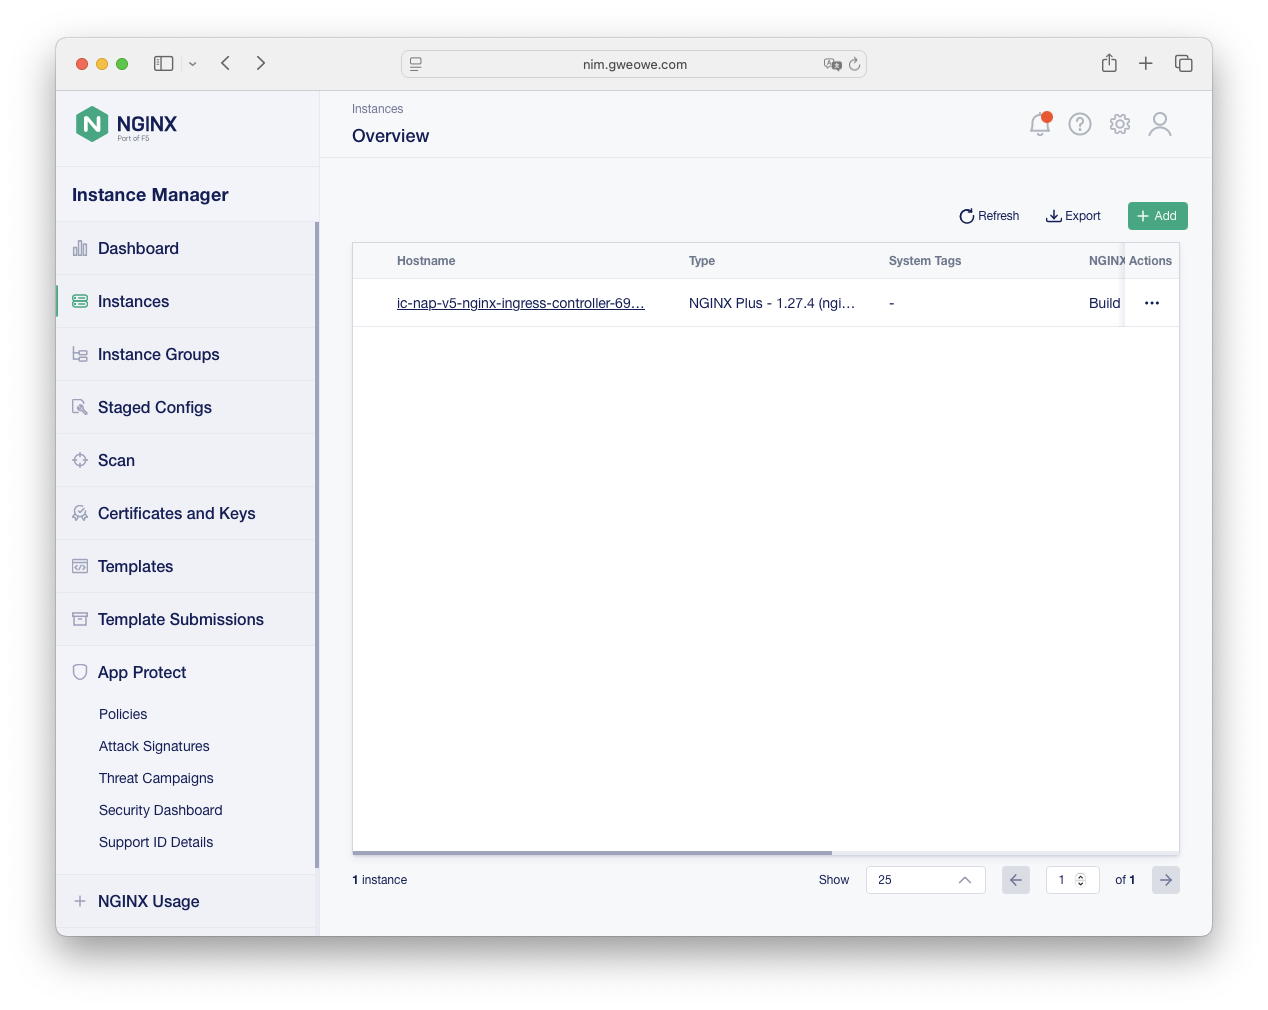 nim.gweowe.com
NGINX
Part of F5
Instances
Overview
Instance Manager
Refresh
Export
Add
Dashboard
Instances
Instance Groups
Staged Configs
Scan
Certificates and Keys
Templates
Template Submissions
App Protect
Policies
Attack Signatures
Threat Campaigns
Security Dashboard
Support ID Details
NGINX Usage
Hostname Type System Tags NGINX Actions
ic-nap-v5-nginx-ingress-controller-69... NGINX Plus - 1.27.4 (ngi... - Build ...
1 instance Show 25 1 of 1